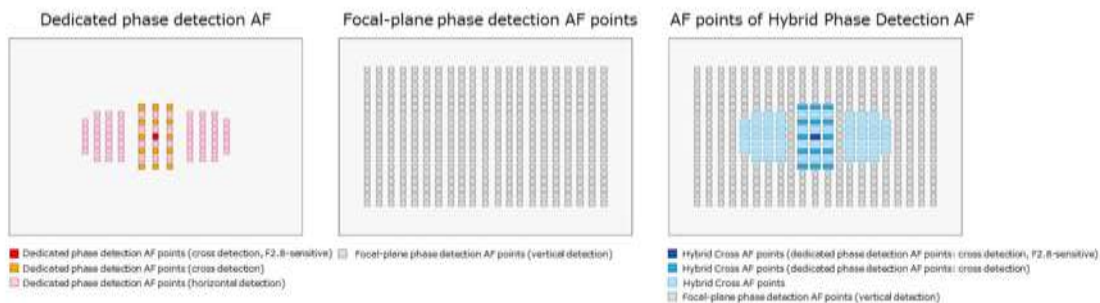 Dedicated phase detection AF
Focal-plane phase detection AF points
AF points of Hybrid Phase Detection AF
Dedicated phase detection AF points (cross detection, F2.8-sensitive)
Dedicated phase detection AF points (cross detection)
Dedicated phase detection AF points (horizontal detection)
Focal-plane phase detection AF points (vertical detection)
Hybrid Cross AF points (dedicated phase detection AF points: cross detection, F2.8-sensitive)
Hybrid Cross AF points (dedicated phase detection AF points: cross detection)
Hybrid Cross AF points
Focal-plane phase detection AF points (vertical detection)